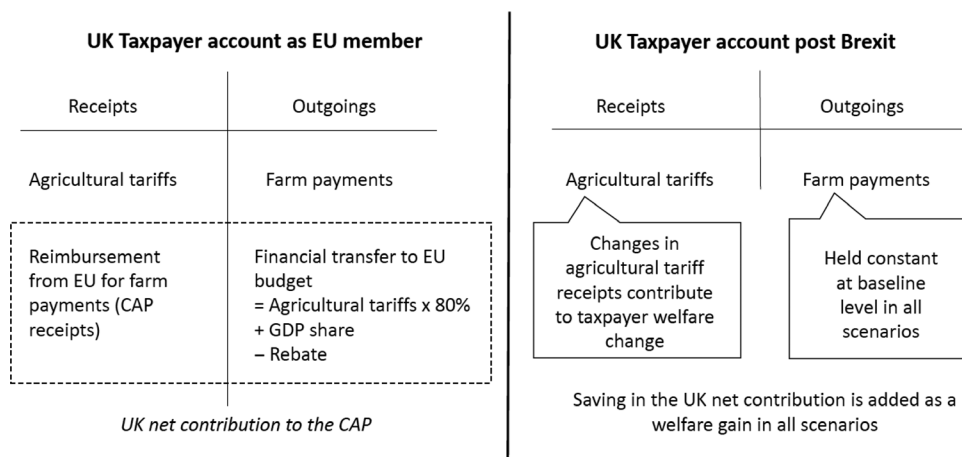 UK Taxpayer account as EU member
Receipts
Outgoings
Agricultural tariffs
Farm payments
Reimbursement
from EU for farm
payments (CAP
receipts)
Financial transfer to EU
budget
= Agricultural tariffs x 80%
+ GDP share
– Rebate
UK net contribution to the CAP
UK Taxpayer account post Brexit
Receipts
Outgoings
Agricultural tariffs
Farm payments
Changes in
agricultural tariff
receipts contribute
to taxpayer welfare
change
Held constant
at baseline
level in all
scenarios
Saving in the UK net contribution is added as a
welfare gain in all scenarios